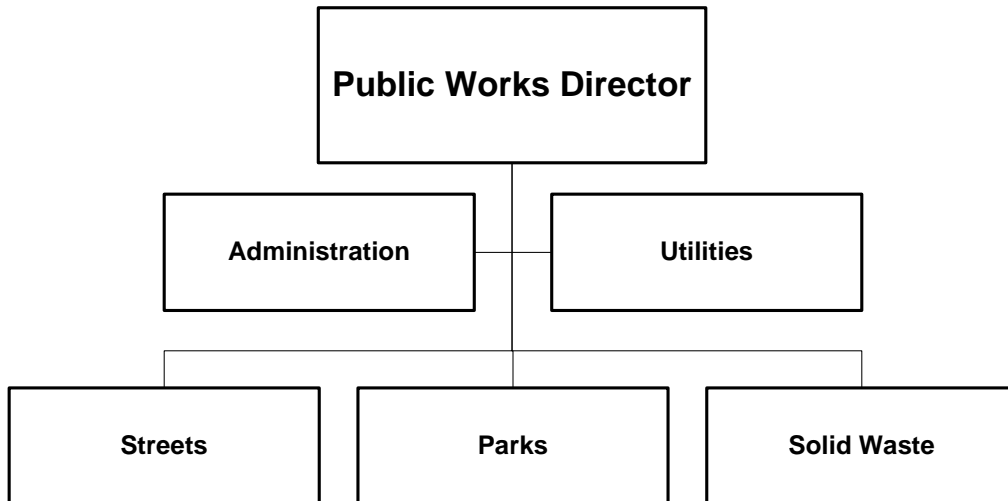 Public Works Director
Administration
Utilities
Streets
Parks
Solid Waste